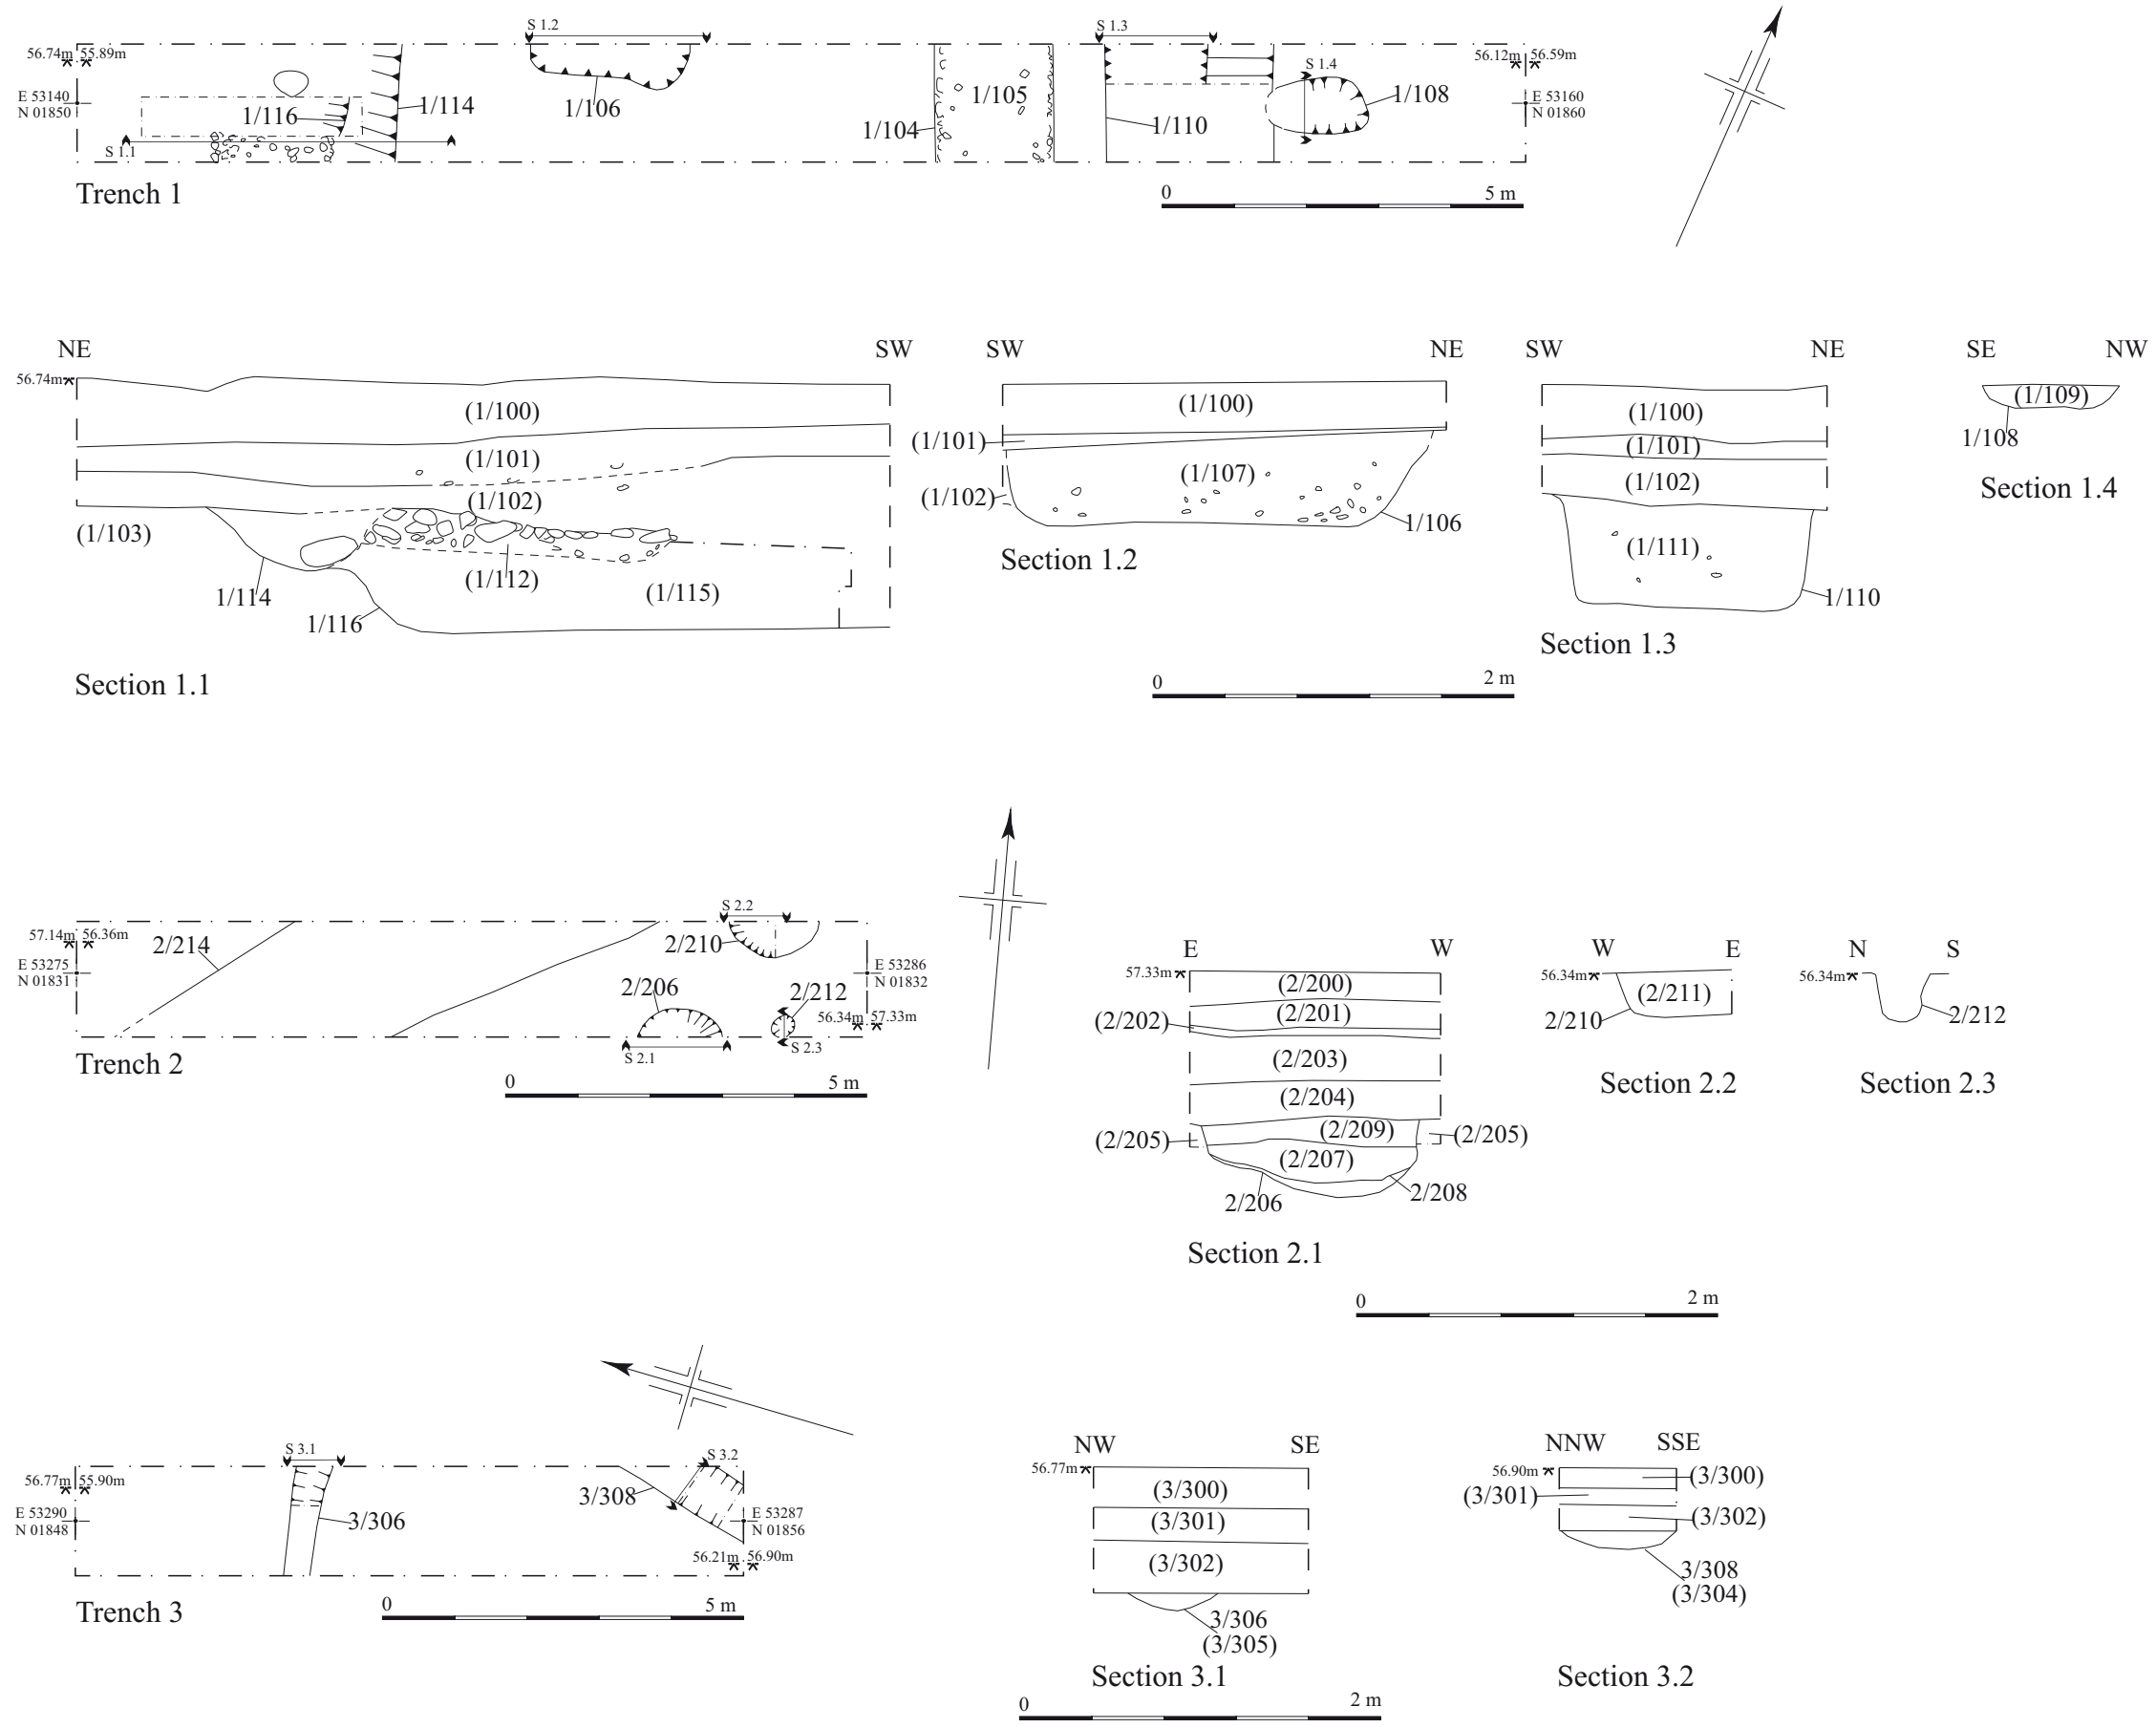 S 1.2
S 1.3
56.74m 55.89m
56.12m 56.59m
S 1.4
E 53140
N 01850
1/116
1/114
1/106
1/104
1/105
1/110
1/108
E 53160
N 01860
S 1.1
Trench 1
0 5 m
NE SW
SW NE
SW NE
SE NW
56.74m
(1/100)
(1/101)
(1/102)
(1/103)
(1/112)
(1/115)
1/114
1/116
Section 1.1
(1/100)
(1/101)
(1/107)
(1/102)
1/106
Section 1.2
(1/100)
(1/101)
(1/102)
(1/111)
1/110
Section 1.3
(1/109)
1/108
Section 1.4
0 2 m
S 2.2
57.14m 56.36m
2/214
2/210
E 53275
N 01831
E 53286
N 01832
2/206
2/212
56.34m 57.33m
S 2.1
S 2.3
Trench 2
0 5 m
E W
57.33m
(2/200)
(2/201)
(2/202)
(2/203)
(2/204)
(2/209)
(2/205)
(2/205)
(2/207)
2/206
2/208
Section 2.1
W E
56.34m
(2/211)
2/210
Section 2.2
N S
56.34m
2/212
Section 2.3
0 2 m
S 3.1
S 3.2
56.77m 55.90m
3/308
E 53290
N 01848
3/306
E 53287
N 01856
56.21m 56.90m
Trench 3
0 5 m
NW SE
56.77m
(3/300)
(3/301)
(3/302)
3/306
(3/305)
Section 3.1
NNW SSE
56.90m
(3/300)
(3/301)
(3/302)
3/308
(3/304)
Section 3.2
0 2 m